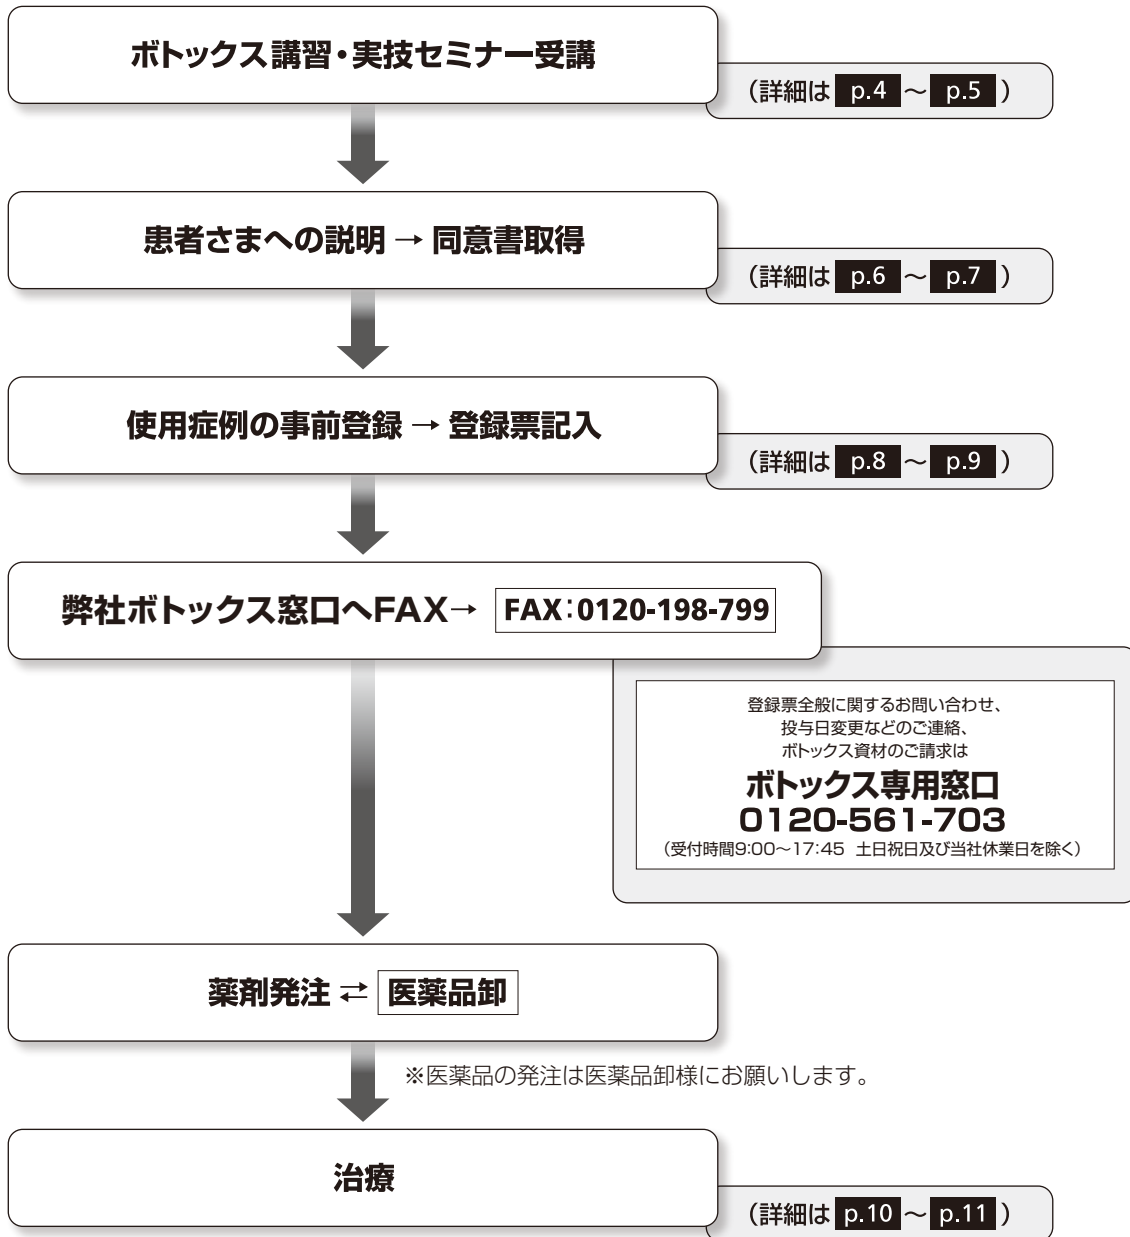 ボトックス講習・実技セミナー受講
(詳細は p.4 ～ p.5 )
患者さまへの説明 → 同意書取得
(詳細は p.6 ～ p.7 )
使用症例の事前登録 → 登録票記入
(詳細は p.8 ～ p.9 )
弊社ボトックス窓口へFAX→ FAX:0120-198-799
登録票全般に関するお問い合わせ、
投与日変更などのご連絡、
ボトックス資材のご請求は
ボトックス専用窓口
0120-561-703
(受付時間9:00～17:45 土日祝日及び当社休業日を除く)
薬剤発注 ⇄ 医薬品卸
※医薬品の発注は医薬品卸様にお願いします。
治療
(詳細は p.10 ～ p.11 )